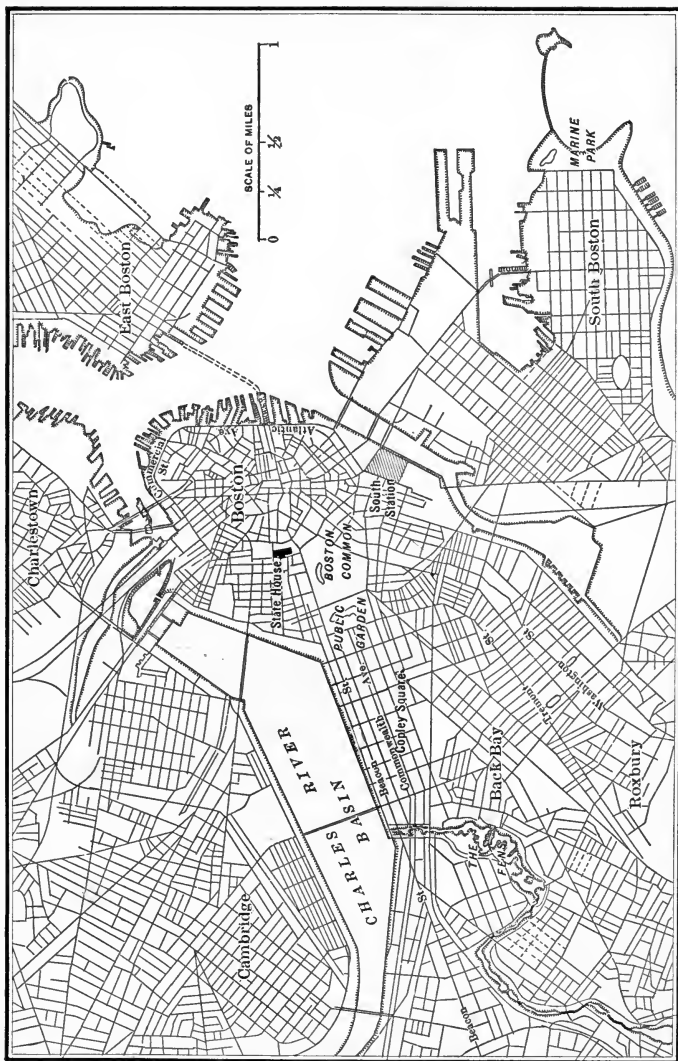 SCALE OF MILES
0 1/4 1/2 1
East Boston
Charlestown
Commercial
St.
Atlantic
Ave
Boston
State House
BOSTON
COMMON
South
Station
PUBLIC
GARDEN
MARINE
PARK
South Boston
CHARLES RIVER
BASIN
Cambridge
Beacon St.
Commonwealth Ave
Copley Square
Back Bay
THE
FENS
Tremont St.
Washington St.
Roxbury
Beacon St.